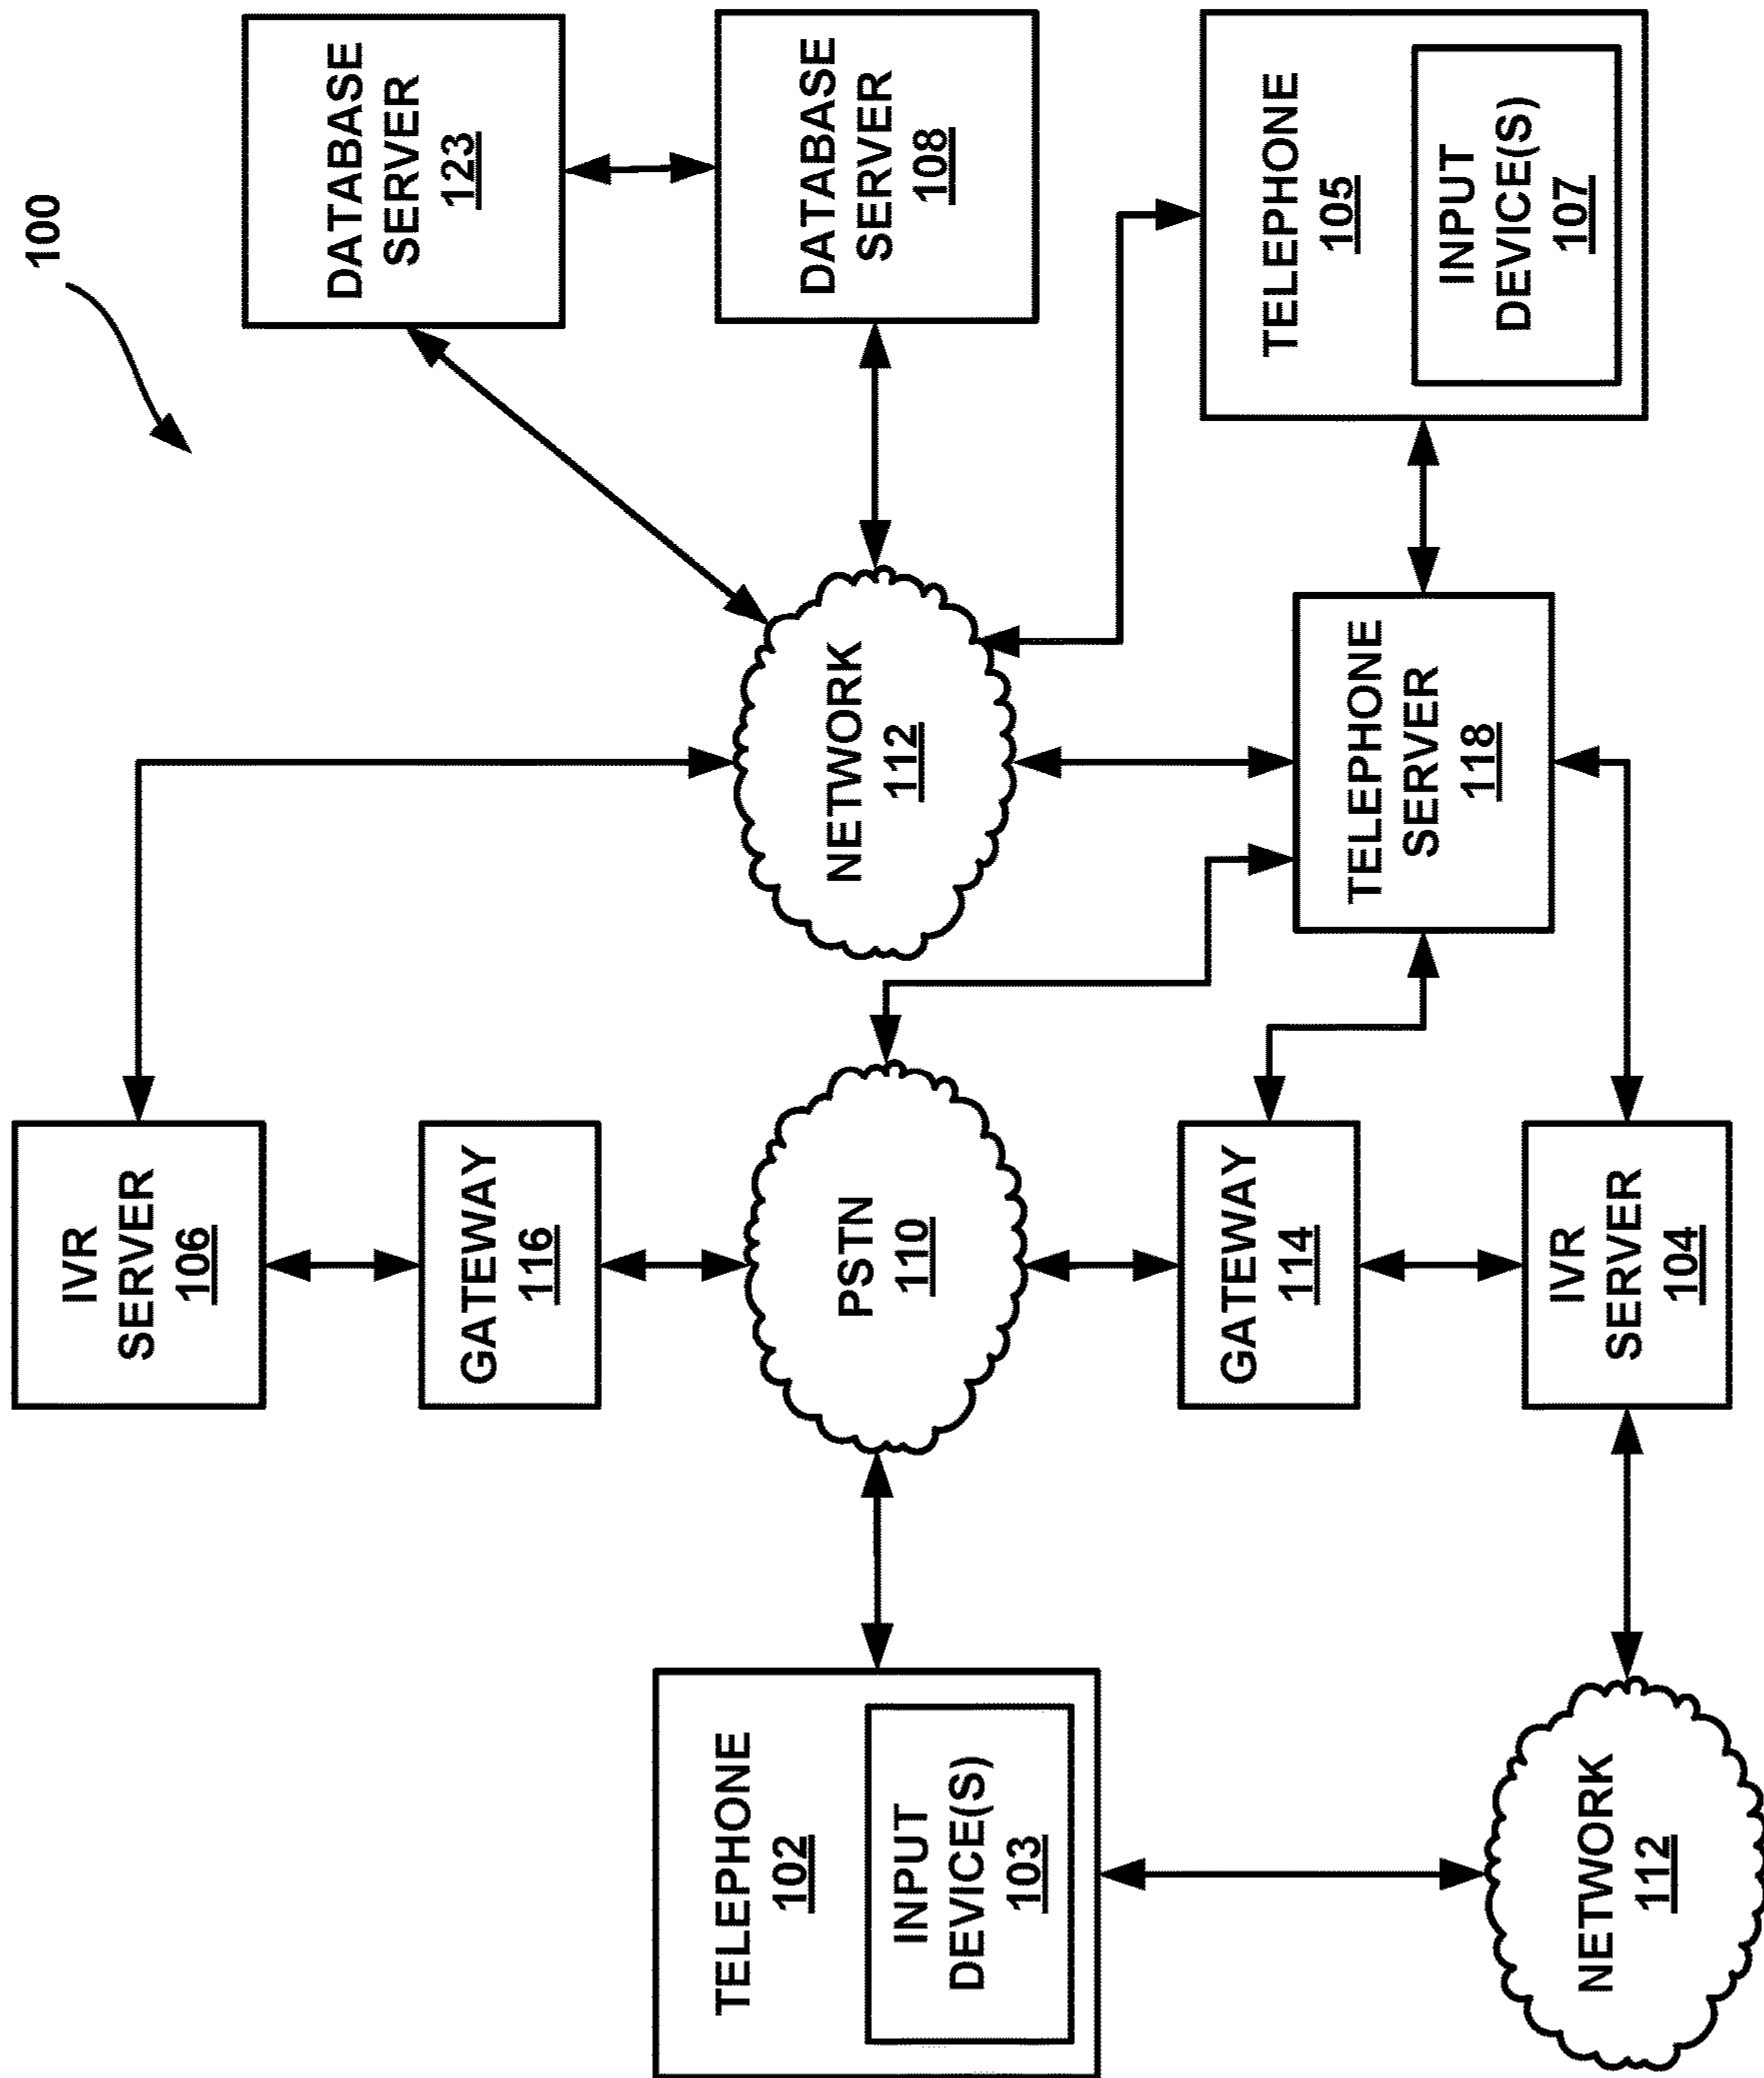 100
IVR
SERVER
106
GATEWAY
116
DATABASE
SERVER
123
TELEPHONE
102
INPUT
DEVICE(S)
103
PSTN
110
NETWORK
112
DATABASE
SERVER
108
GATEWAY
114
TELEPHONE
SERVER
118
TELEPHONE
105
INPUT
DEVICE(S)
107
NETWORK
112
IVR
SERVER
104